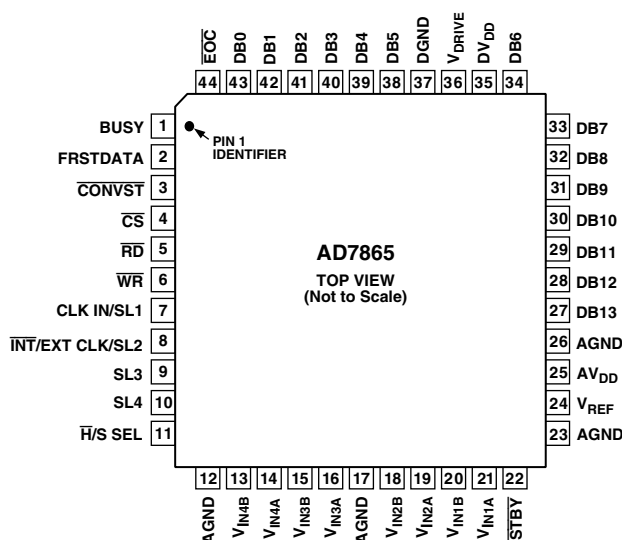 EOC DB0 DB1 DB2 DB3 DB4 DB5 DGND VDRIVE DVDD DB6
44 43 42 41 40 39 38 37 36 35 34
BUSY 1
FRSTDATA 2
CONVST 3
CS 4
RD 5
WR 6
CLK IN/SL1 7
INT/EXT CLK/SL2 8
SL3 9
SL4 10
H/S SEL 11
PIN 1
IDENTIFIER
AD7865
TOP VIEW
(Not to Scale)
33 DB7
32 DB8
31 DB9
30 DB10
29 DB11
28 DB12
27 DB13
26 AGND
25 AVDD
24 VREF
23 AGND
12 13 14 15 16 17 18 19 20 21 22
AGND VIN4B VIN4A VIN3B VIN3A AGND VIN2B VIN2A VIN1B VIN1A STBY